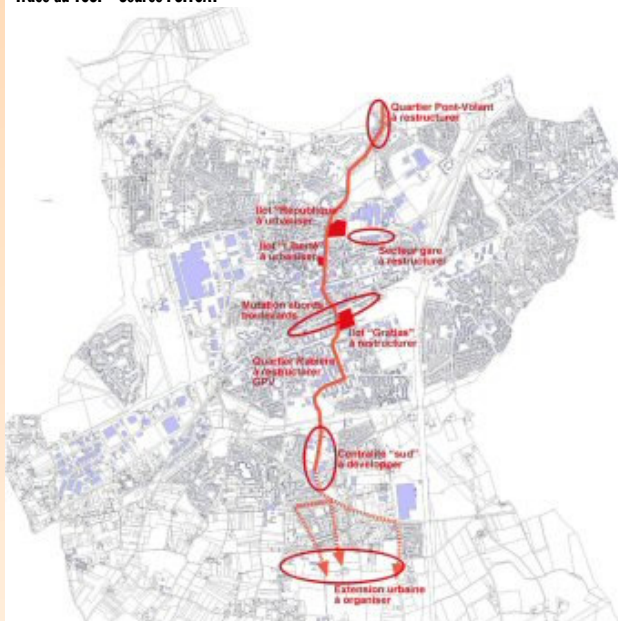 Quartier Pont-Volant
à restructurer
Ilot "République"
à urbaniser
Ilot "Liberté"
à urbaniser
Secteur gare
à restructurer
Mutation abords
boulevards
Ilot "Gratias"
à restructurer
Quartier Rabière
à restructurer
GPV
Centralité "sud"
à développer
Extension urbaine
à organiser